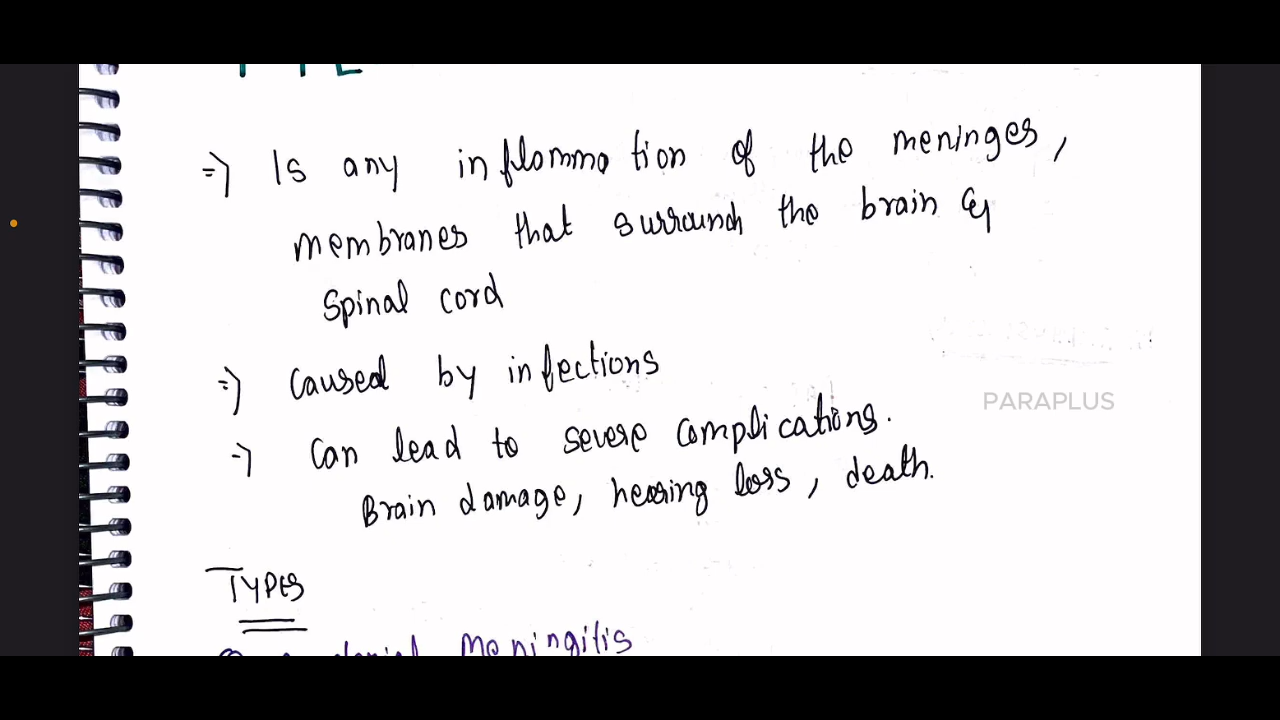 => Is any inflammation of the meninges,
membranes that surround the brain &
Spinal cord
=> Caused by infections
PARAPLUS
=> Can lead to severe complications.
Brain damage, hearing loss, death.
Types
Meningitis